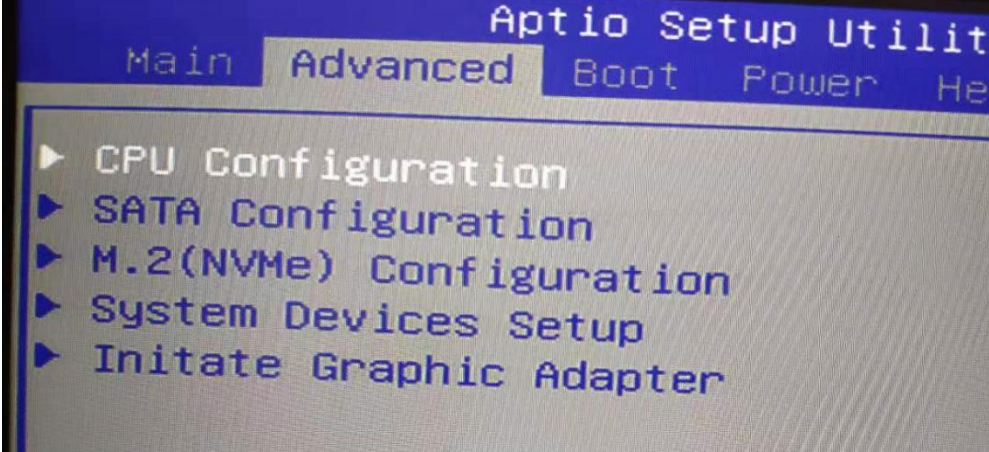 Aptio Setup Utilit
Main Advanced Boot Power He
CPU Configuration
SATA Configuration
M.2(NVMe) Configuration
System Devices Setup
Initate Graphic Adapter